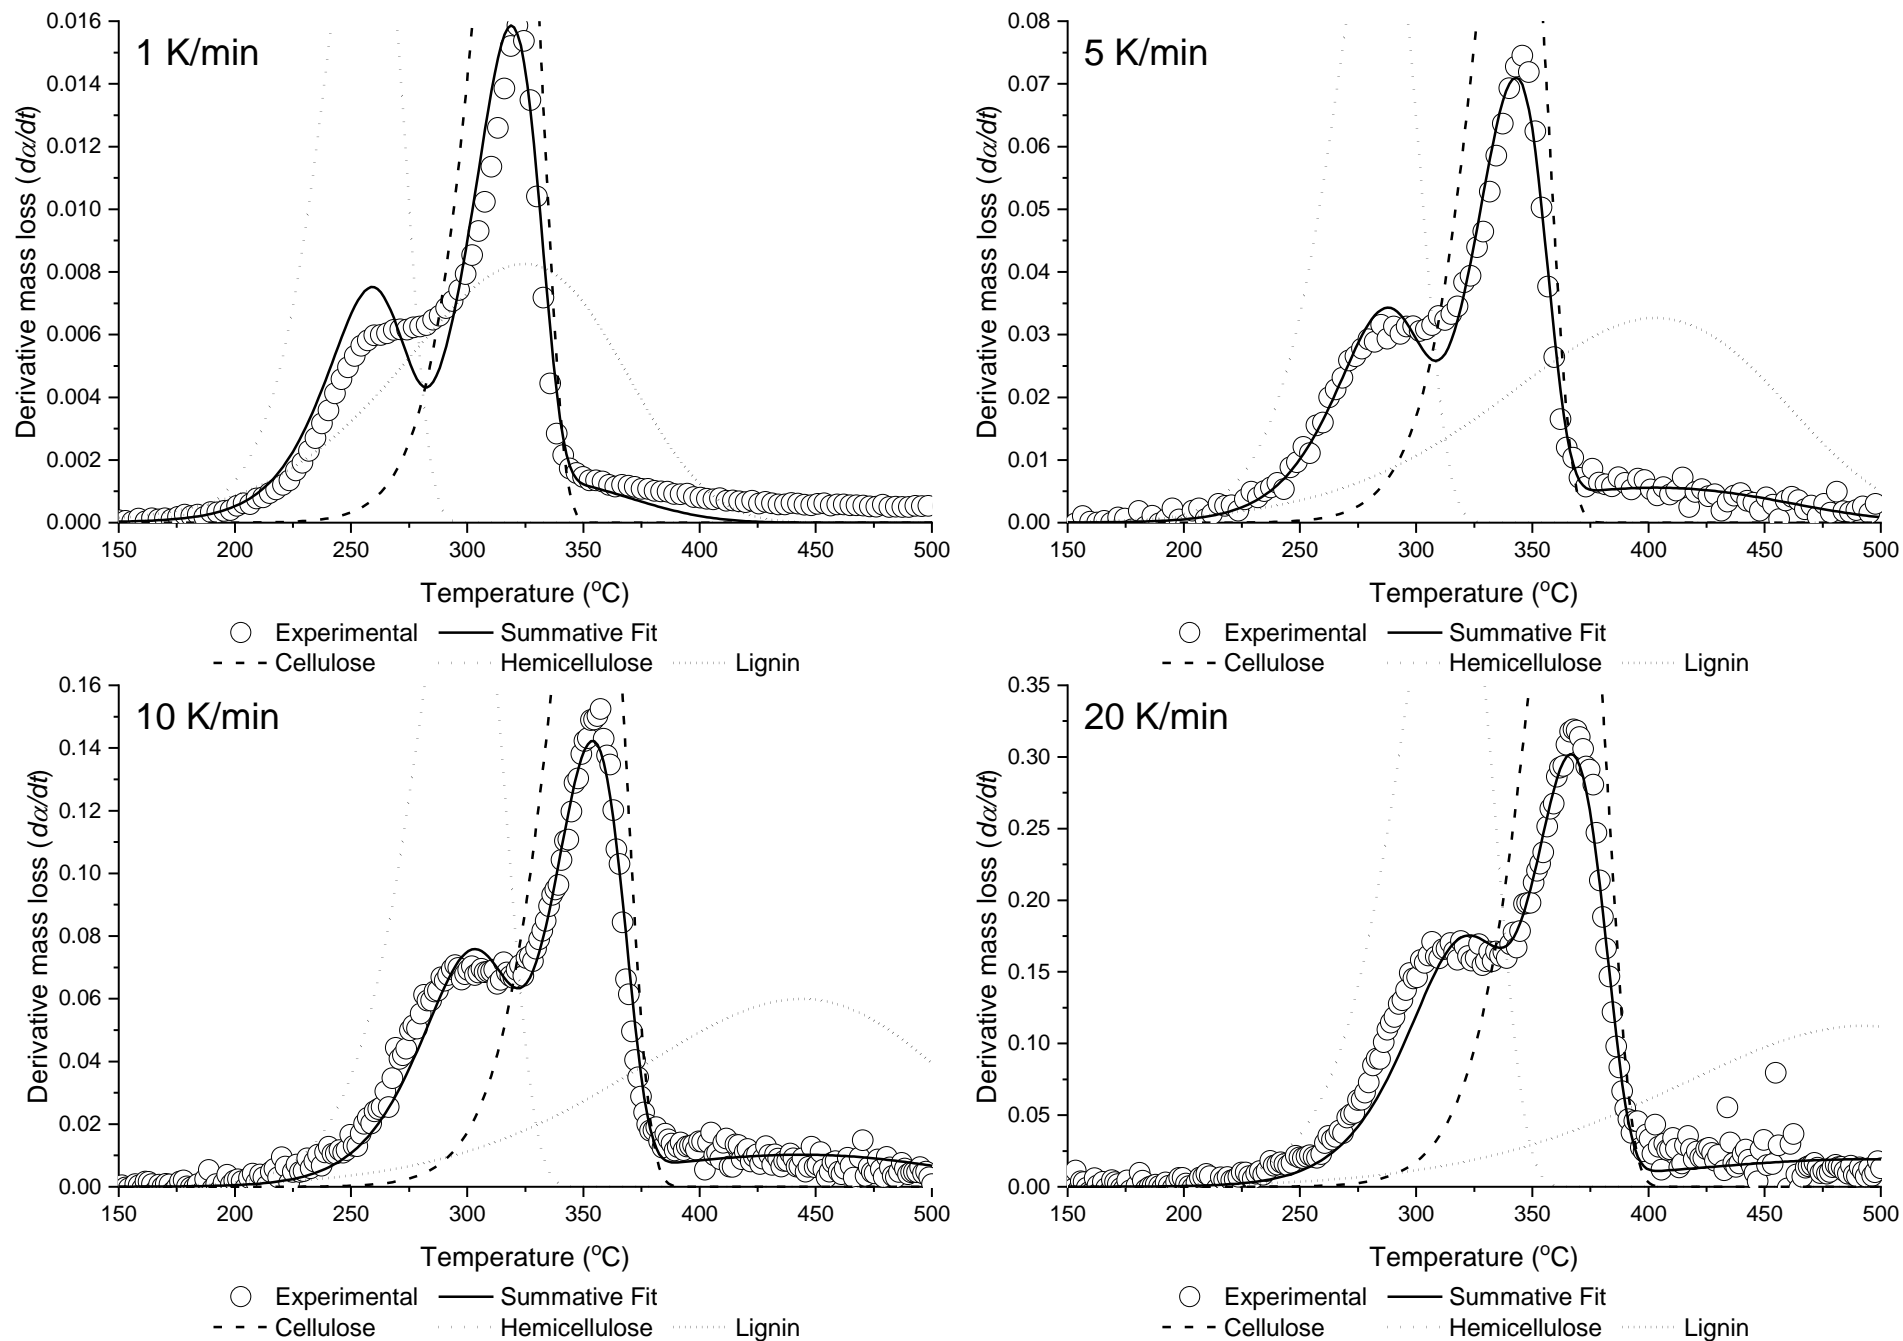 1 K/min
Derivative mass loss (dα/dt)
0.016
0.014
0.012
0.010
0.008
0.006
0.004
0.002
0.000
150 200 250 300 350 400 450 500
Temperature (°C)
Experimental Summative Fit
Cellulose Hemicellulose Lignin
5 K/min
Derivative mass loss (dα/dt)
0.08
0.07
0.06
0.05
0.04
0.03
0.02
0.01
0.00
150 200 250 300 350 400 450 500
Temperature (°C)
Experimental Summative Fit
Cellulose Hemicellulose Lignin
10 K/min
Derivative mass loss (dα/dt)
0.16
0.14
0.12
0.10
0.08
0.06
0.04
0.02
0.00
150 200 250 300 350 400 450 500
Temperature (°C)
Experimental Summative Fit
Cellulose Hemicellulose Lignin
20 K/min
Derivative mass loss (dα/dt)
0.35
0.30
0.25
0.20
0.15
0.10
0.05
0.00
150 200 250 300 350 400 450 500
Temperature (°C)
Experimental Summative Fit
Cellulose Hemicellulose Lignin